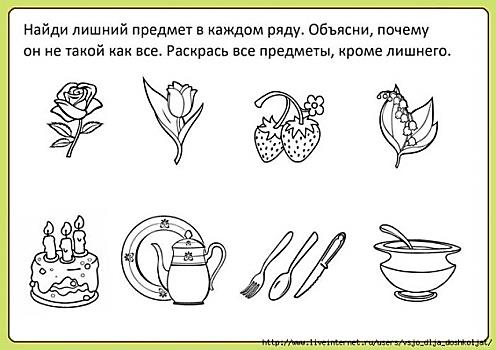 Найди лишний предмет в каждом ряду. Объясни, почему
он не такой как все. Раскрась все предметы, кроме лишнего.
http://www.liveinternet.ru/users/vsjo_dlja_doshkoljat/